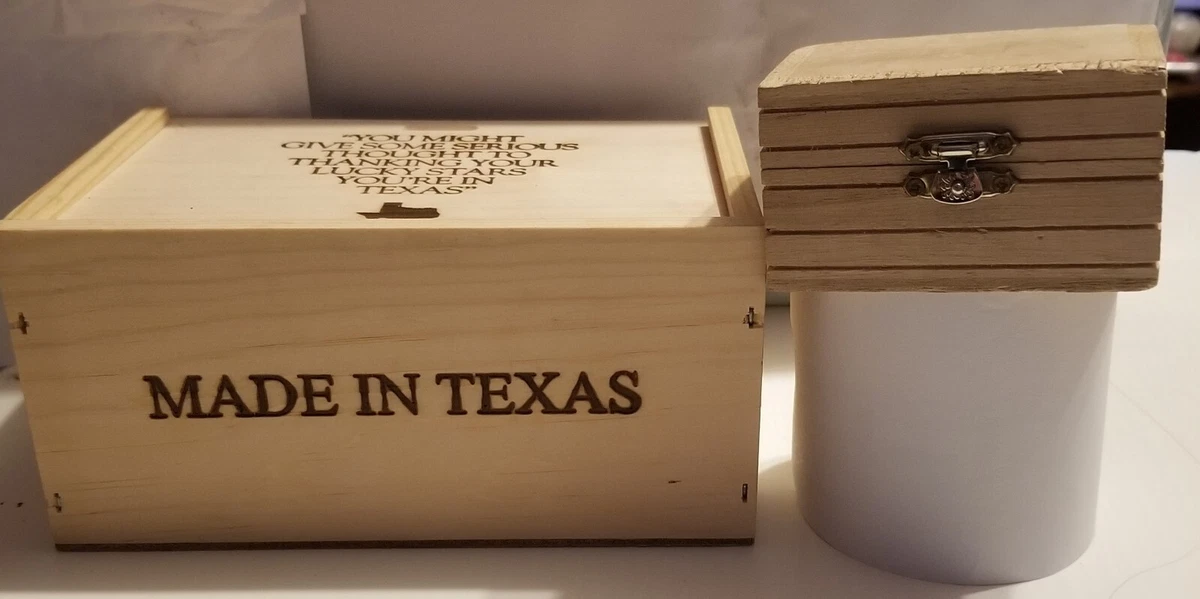 "YOU MIGHT
GIVE SOME SERIOUS
THOUGHT TO
THANKING YOUR
LUCKY STARS
YOU'RE IN
TEXAS"
MADE IN TEXAS